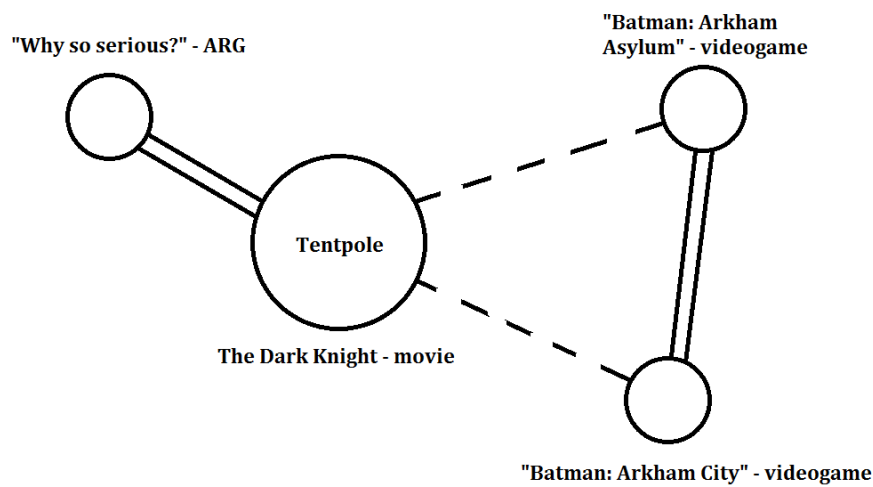 "Why so serious?" - ARG
"Batman: Arkham
Asylum" - videogame
Tentpole
The Dark Knight - movie
"Batman: Arkham City" - videogame